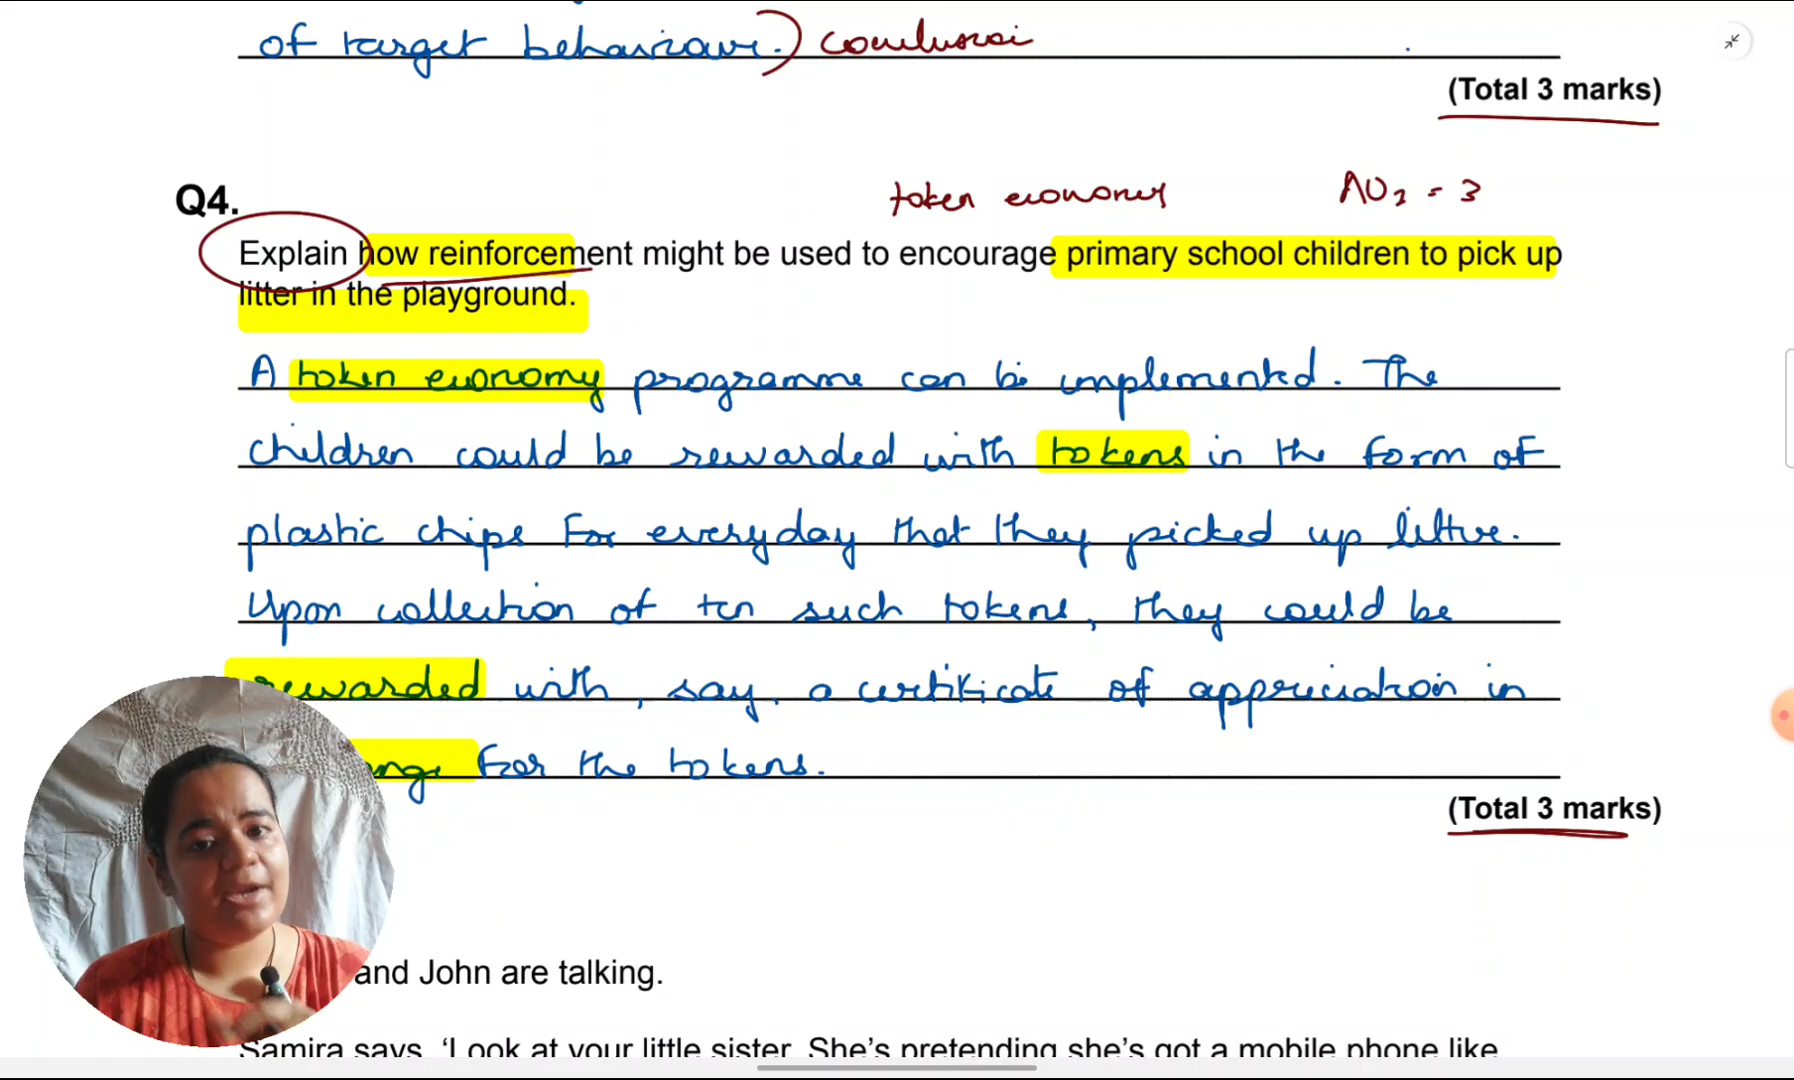 of target behaviour.) conclusion
(Total 3 marks)
token economy AO2 = 3
Q4.
Explain how reinforcement might be used to encourage primary school children to pick up
litter in the playground.
A token economy programme can be implemented. The
children could be rewarded with tokens in the form of
plastic chips for everyday that they picked up litter.
Upon collection of ten such tokens, they could be
rewarded with, say, a certificate of appreciation in
for the tokens.
(Total 3 marks)
and John are talking.
Samira says, ‘Look at your little sister. She’s pretending she’s got a mobile phone like